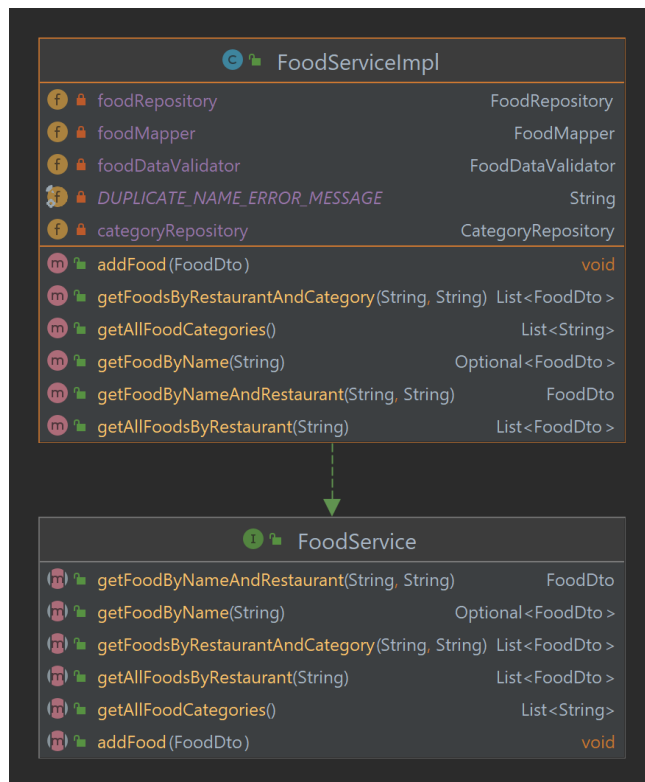 FoodServiceImpl
foodRepository FoodRepository
foodMapper FoodMapper
foodDataValidator FoodDataValidator
DUPLICATE_NAME_ERROR_MESSAGE String
categoryRepository CategoryRepository
addFood(FoodDto) void
getFoodsByRestaurantAndCategory(String, String) List<FoodDto>
getAllFoodCategories() List<String>
getFoodByName(String) Optional<FoodDto>
getFoodByNameAndRestaurant(String, String) FoodDto
getAllFoodsByRestaurant(String) List<FoodDto>
FoodService
getFoodByNameAndRestaurant(String, String) FoodDto
getFoodByName(String) Optional<FoodDto>
getFoodsByRestaurantAndCategory(String, String) List<FoodDto>
getAllFoodsByRestaurant(String) List<FoodDto>
getAllFoodCategories() List<String>
addFood(FoodDto) void